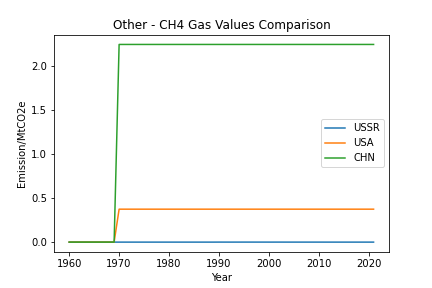 Other - CH4 Gas Values Comparison
Emission/MtCO2e
2.0
1.5
1.0
0.5
0.0
USSR
USA
CHN
1960 1970 1980 1990 2000 2010 2020
Year